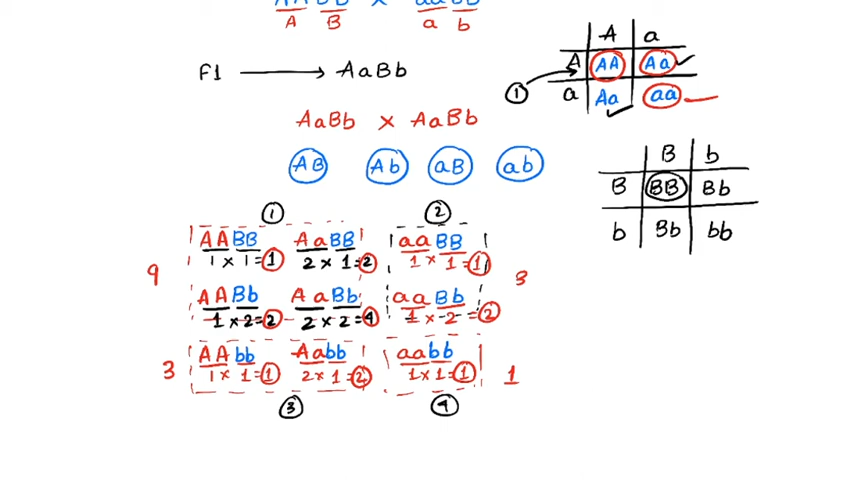 AABB × aaBB
A B a b
F1 → AaBb
AaBb × AaBb
AB Ab aB ab
① ②
9 AABB AaBB aaBB 3
1 × 1 = 1 2 × 1 = 2 1 × 1 = 1
AABb AaBb aaBb
1 × 2 = 2 2 × 2 = 4 1 × 2 = 2
3 AAbb Aabb aabb 1
1 × 1 = 1 2 × 1 = 2 1 × 1 = 1
③ ④
A a
A AA Aa ✓
① a Aa ✓ aa
B b
B BB Bb
b Bb bb